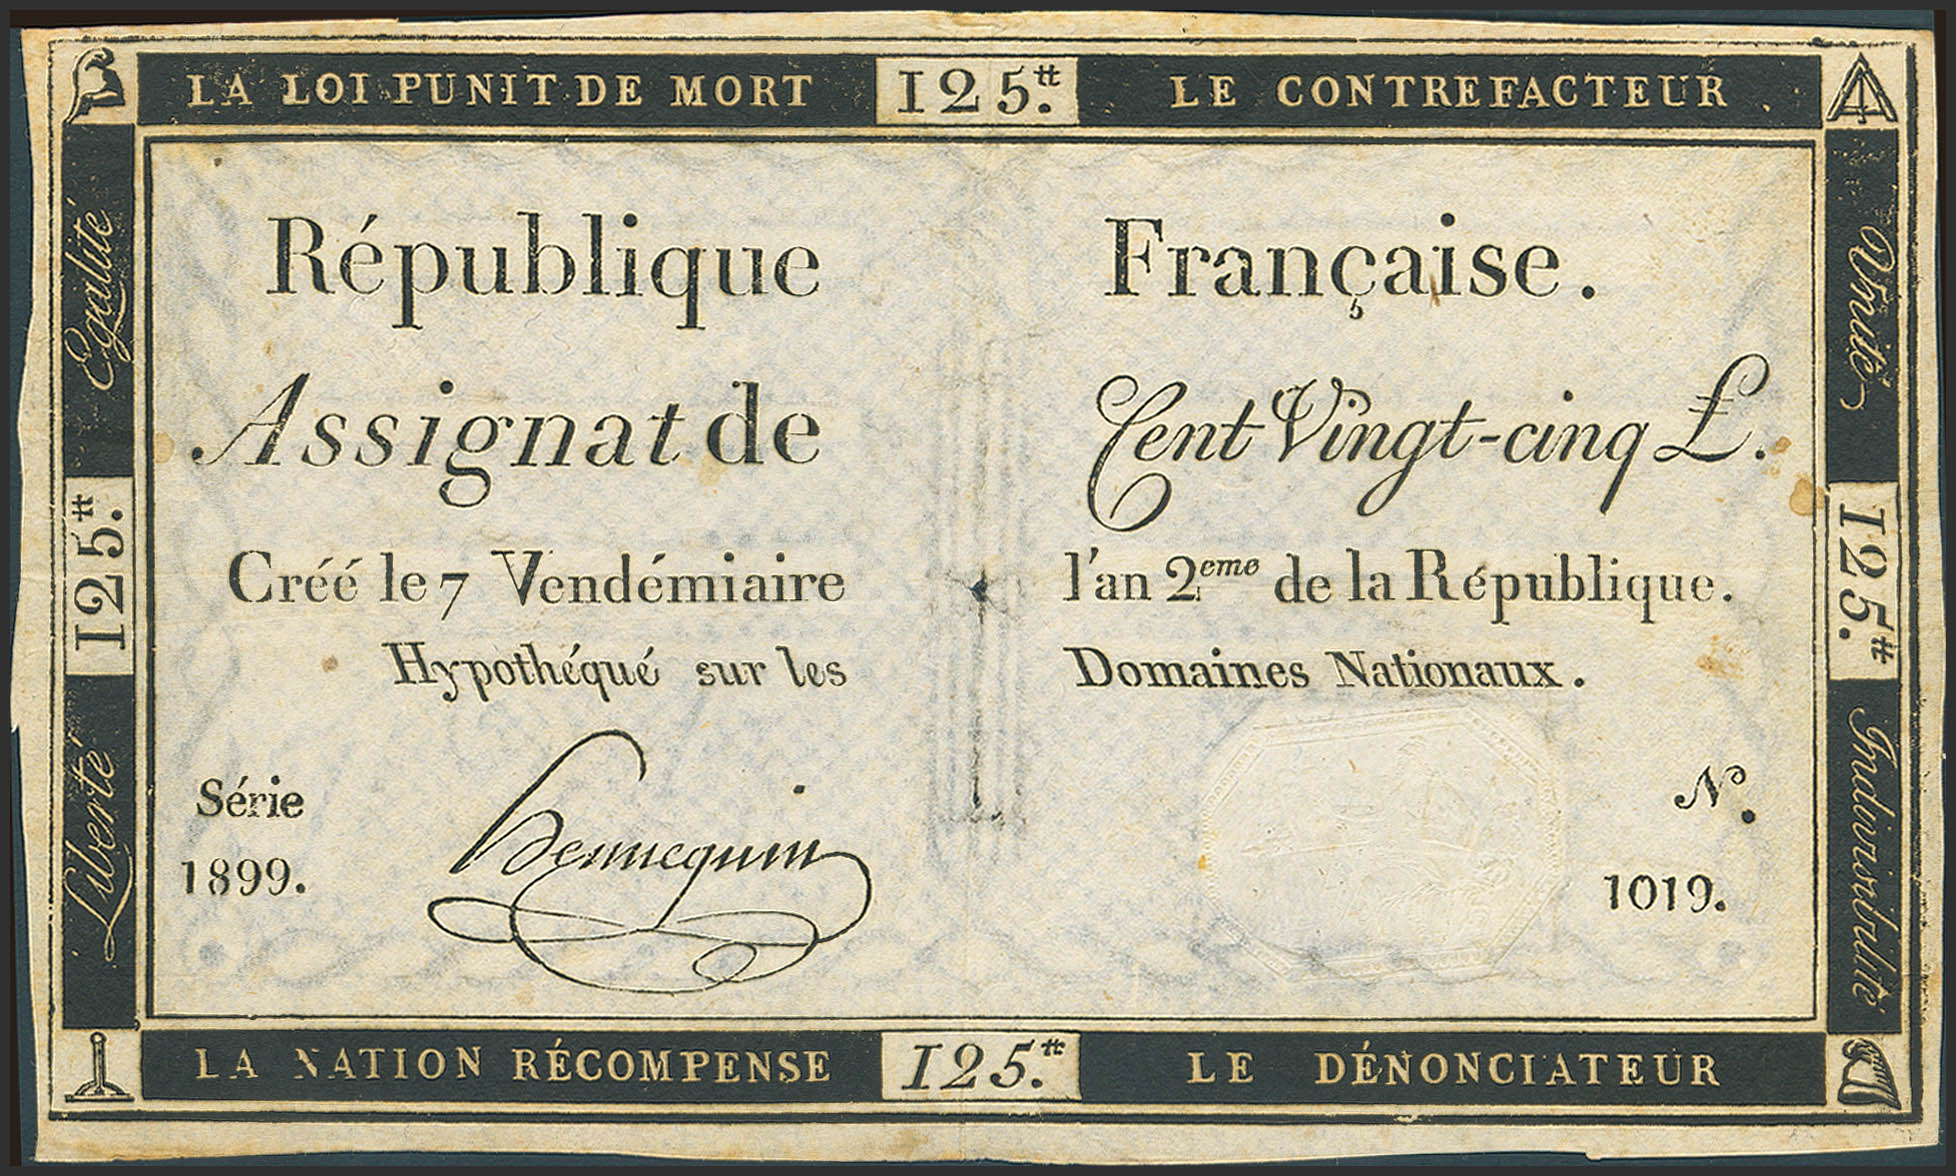 LA LOI PUNIT DE MORT 125.tt LE CONTREFACTEUR
Egalité
Unité
République Française.
Assignat de Cent Vingt-cinq £.
Créé le 7 Vendémiaire l'an 2eme de la République.
Hypothéqué sur les Domaines Nationaux.
125.tt
125.tt
Série
1899.
Hennequin
N.o
1019.
Liberté
Indivisibilité
LA NATION RÉCOMPENSE 125.tt LE DÉNONCIATEUR